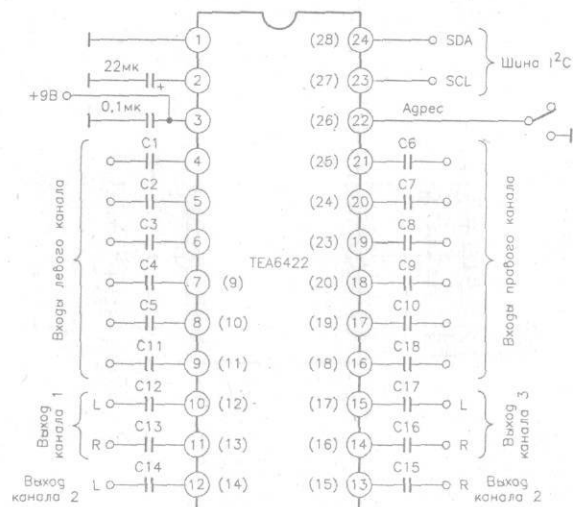 1 (28) 24 SDA
22мк 2 (27) 23 SCL
Шина I²C
+9В
0,1мк 3 (26) 22 Адрес
C1 4 (25) 21 C6
C2 5 (24) 20 C7
C3 6 (23) 19 C8
TEA6422
C4 7 (9) (20) 18 C9
C5 8 (10) (19) 17 C10
C11 9 (11) (18) 16 C18
Входы левого канала
Входы правого канала
C12 L 10 (12) (17) 15 C17 L
C13 R 11 (13) (16) 14 C16 R
Выход канала 1
Выход канала 3
C14 L 12 (14) (15) 13 C15 R
Выход канала 2
Выход канала 2